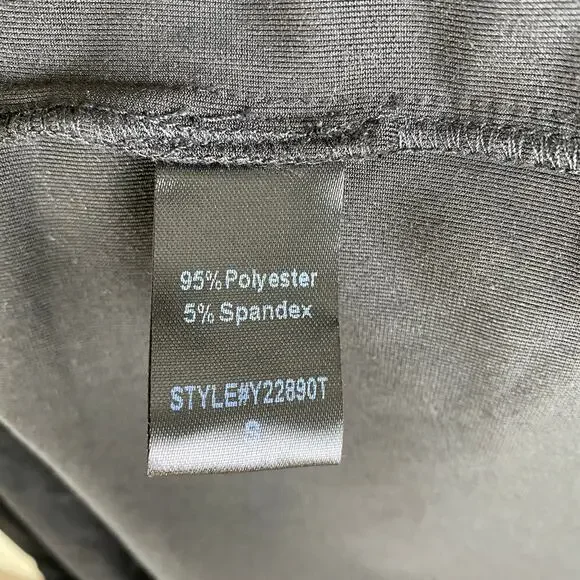 95% Polyester
5% Spandex
STYLE#Y22890T
S